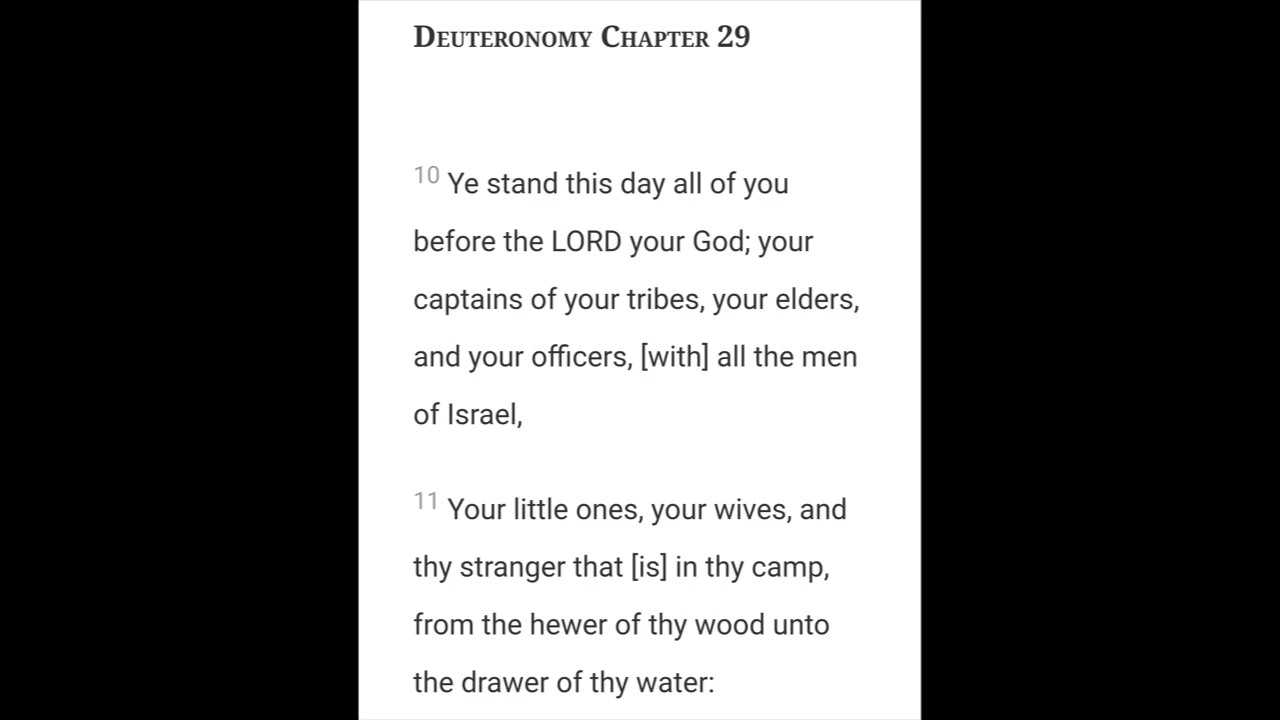 Deuteronomy Chapter 29
10 Ye stand this day all of you
before the LORD your God; your
captains of your tribes, your elders,
and your officers, [with] all the men
of Israel,
11 Your little ones, your wives, and
thy stranger that [is] in thy camp,
from the hewer of thy wood unto
the drawer of thy water: